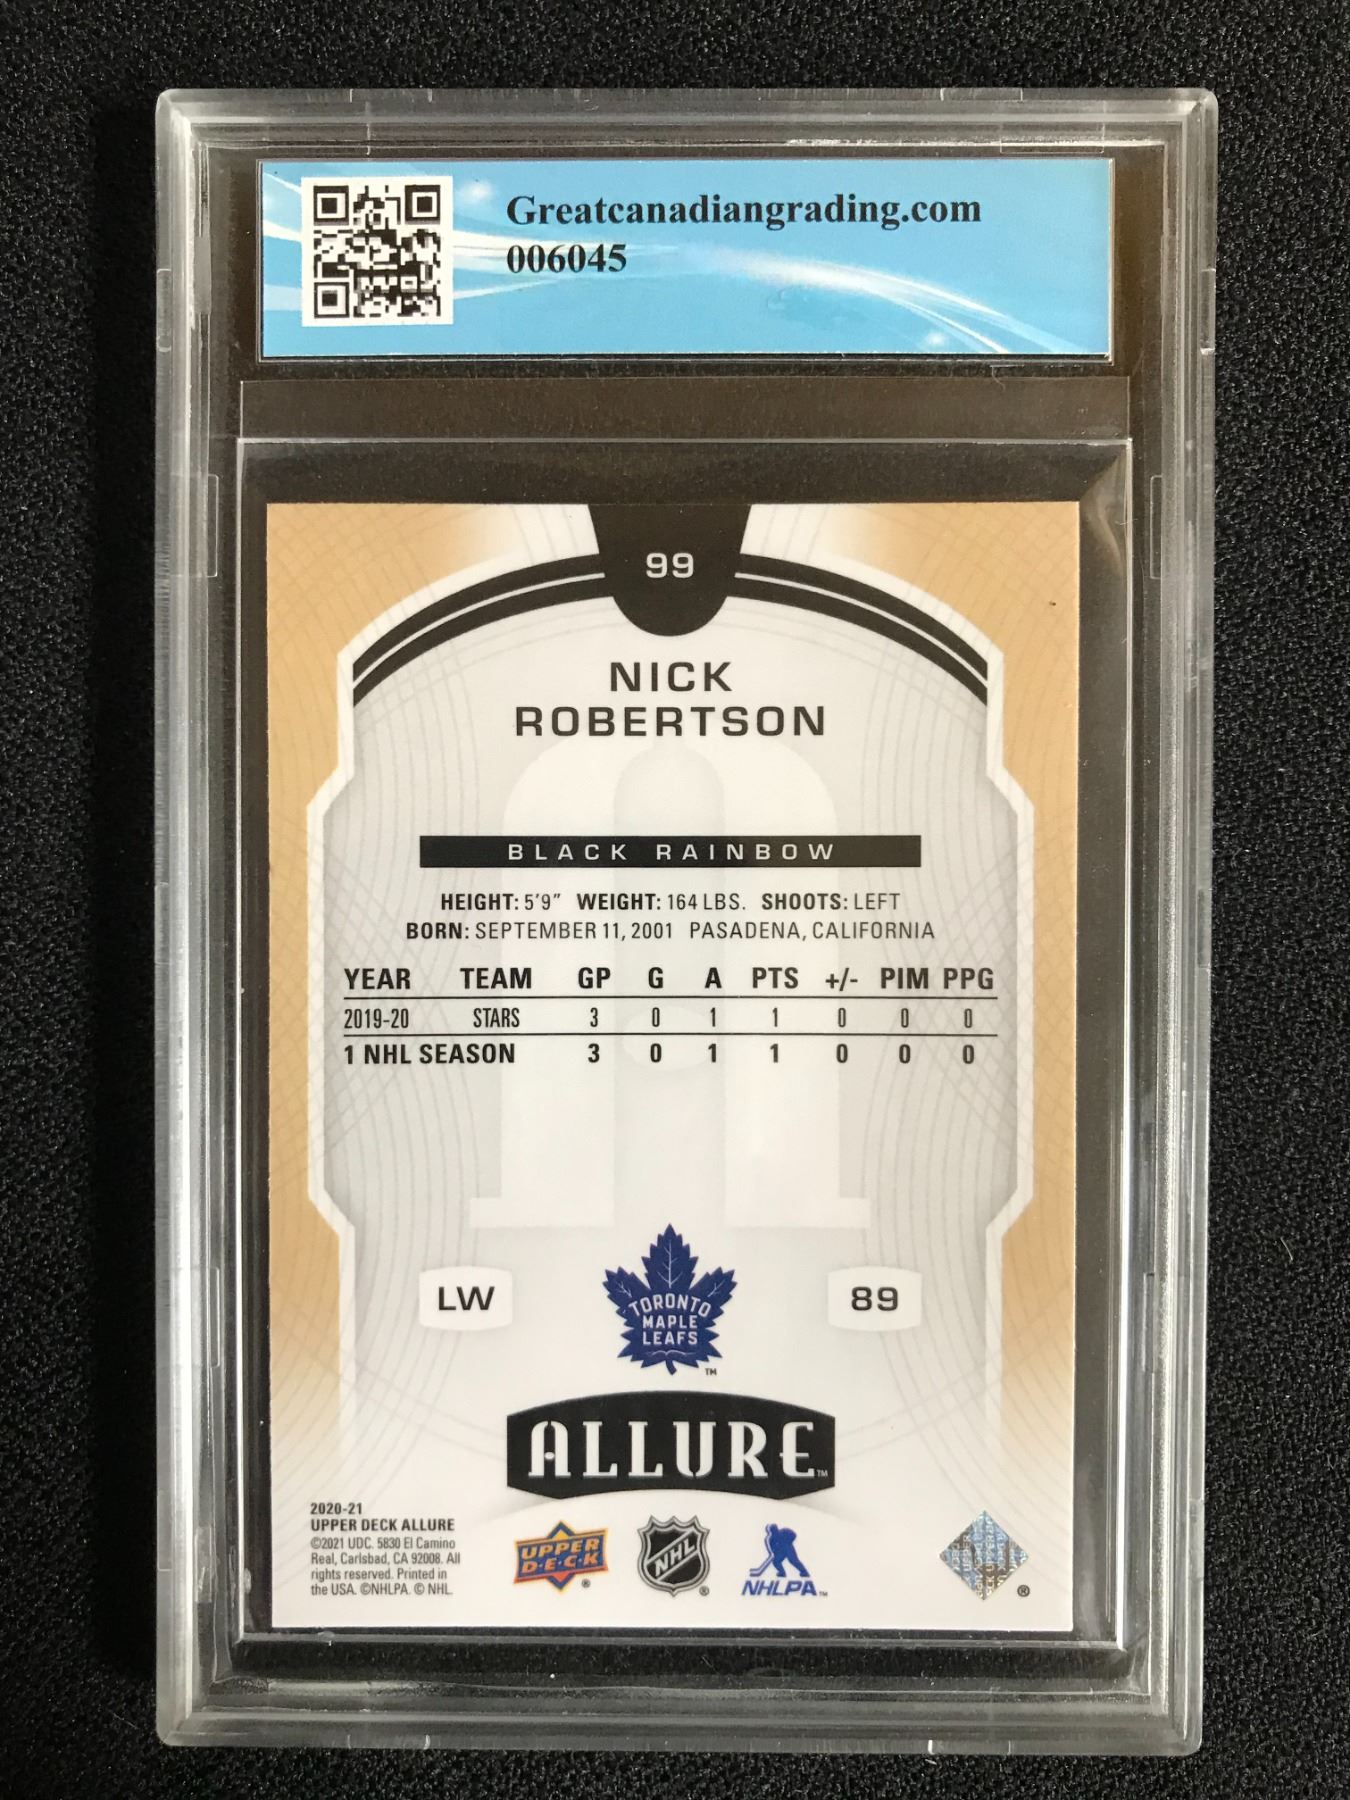 Greatcanadiangrading.com
006045
99
NICK
ROBERTSON
BLACK RAINBOW
HEIGHT: 5'9" WEIGHT: 164 LBS. SHOOTS: LEFT
BORN: SEPTEMBER 11, 2001 PASADENA, CALIFORNIA
YEAR TEAM GP G A PTS +/- PIM PPG
2019-20 STARS 3 0 1 1 0 0 0
1 NHL SEASON 3 0 1 1 0 0 0
LW
TORONTO
MAPLE
LEAFS
TM
89
ALLURE™
2020-21
UPPER DECK ALLURE
©2021 UDC. 5830 El Camino
Real, Carlsbad, CA 92008. All
rights reserved. Printed in
the USA. ©NHLPA. © NHL.
UPPER
DECK®
NHL®
NHLPA™
®